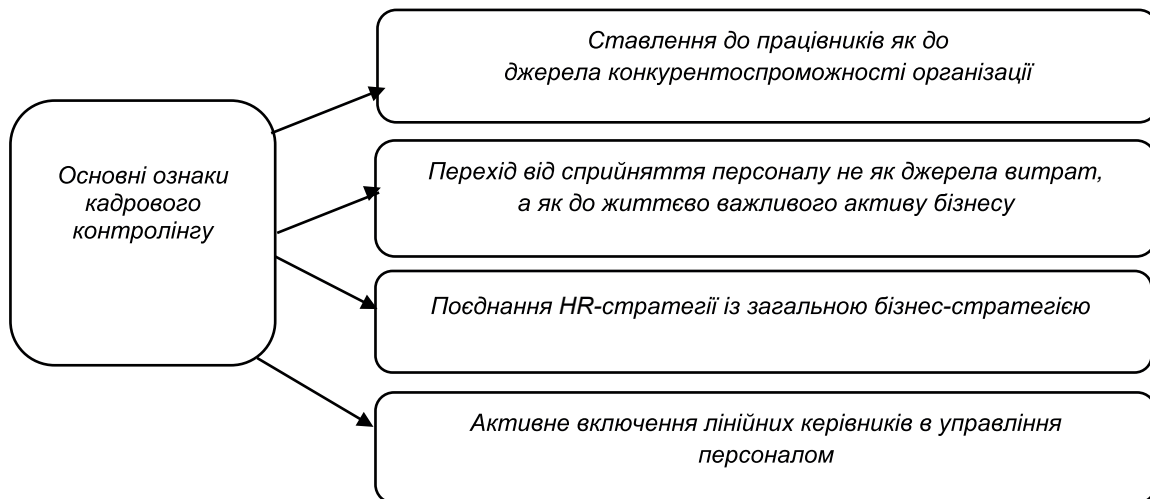 Основні ознаки
кадрового
контролінгу
Ставлення до працівників як до
джерела конкурентоспроможності організації
Перехід від сприйняття персоналу не як джерела витрат,
а як до життєво важливого активу бізнесу
Поєднання HR-стратегії із загальною бізнес-стратегією
Активне включення лінійних керівників в управління
персоналом